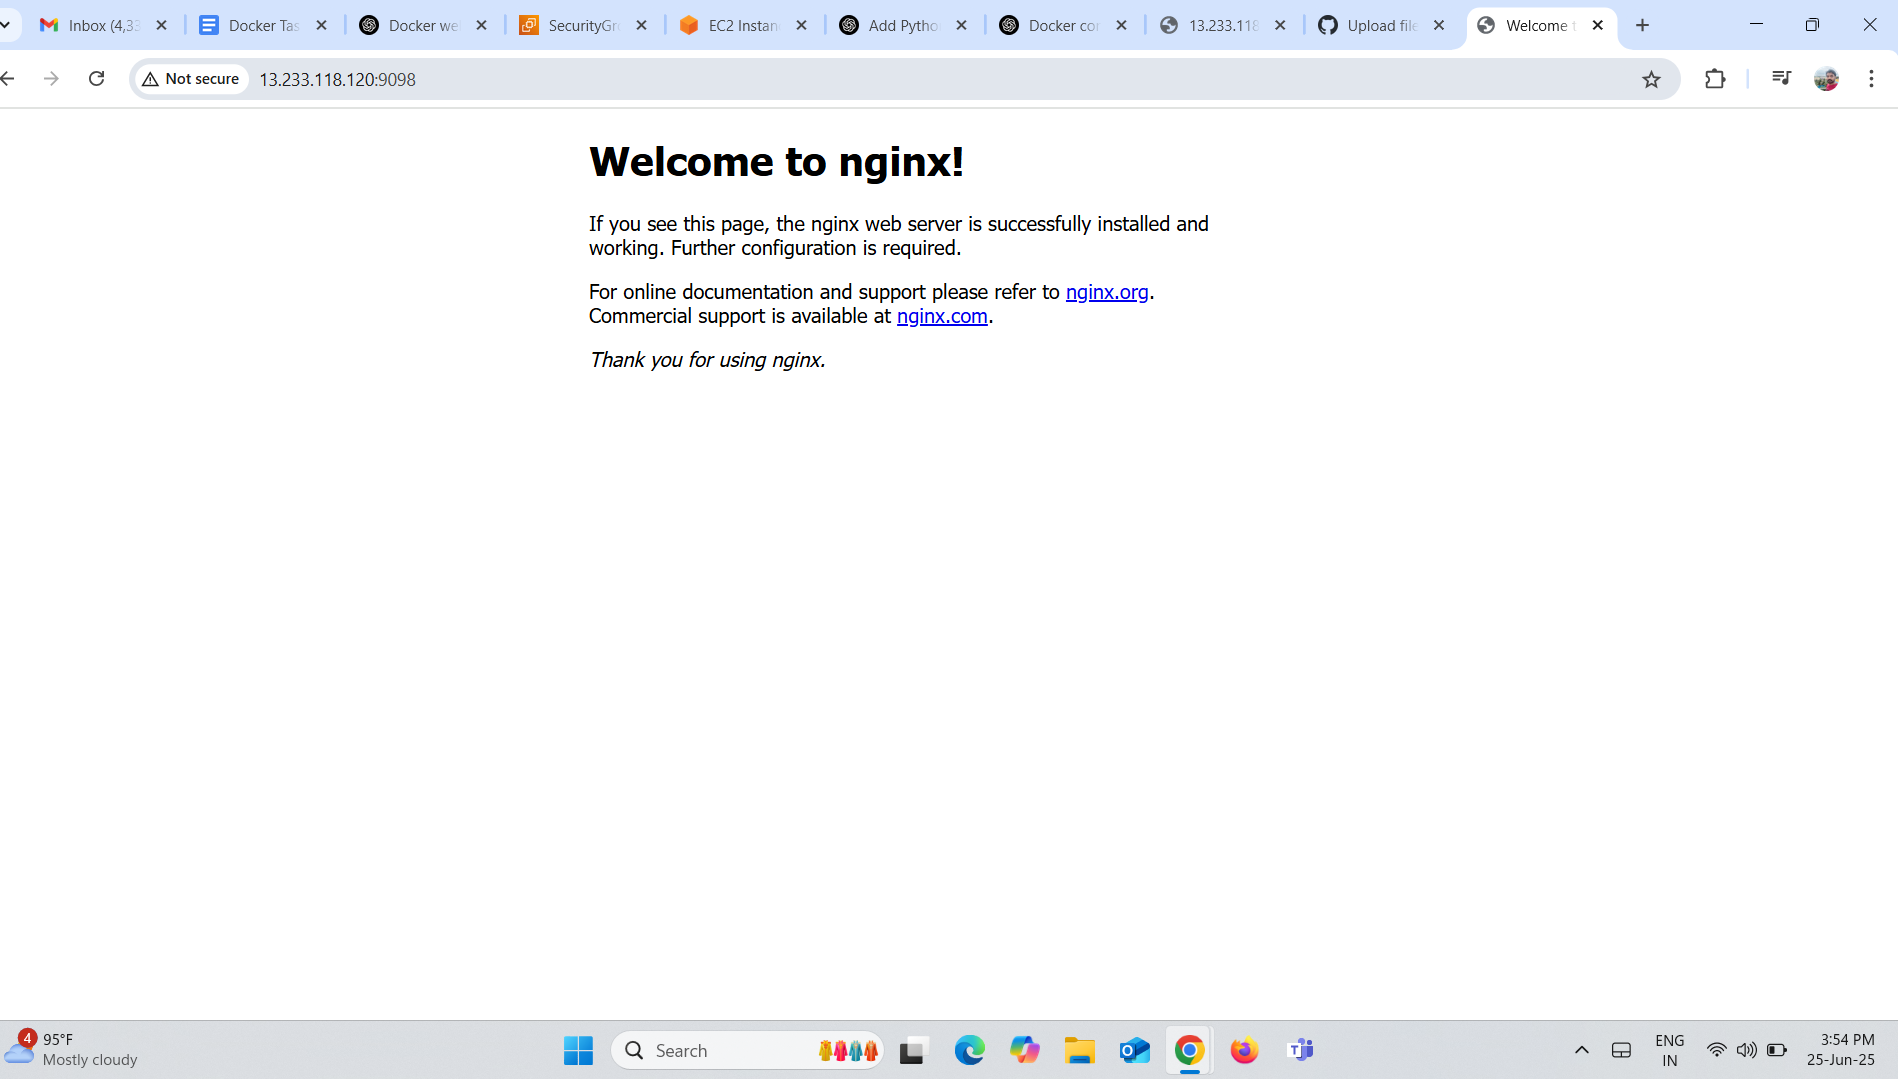 Inbox (4,33
Docker Tas
Docker we
SecurityGro
EC2 Instan
Add Pytho
Docker con
13.233.118
Upload file
Welcome t
Not secure
13.233.118.120:9098
Welcome to nginx!
If you see this page, the nginx web server is successfully installed and
working. Further configuration is required.
For online documentation and support please refer to nginx.org.
Commercial support is available at nginx.com.
Thank you for using nginx.
4
95°F
Mostly cloudy
Search
ENG
IN
3:54 PM
25-Jun-25